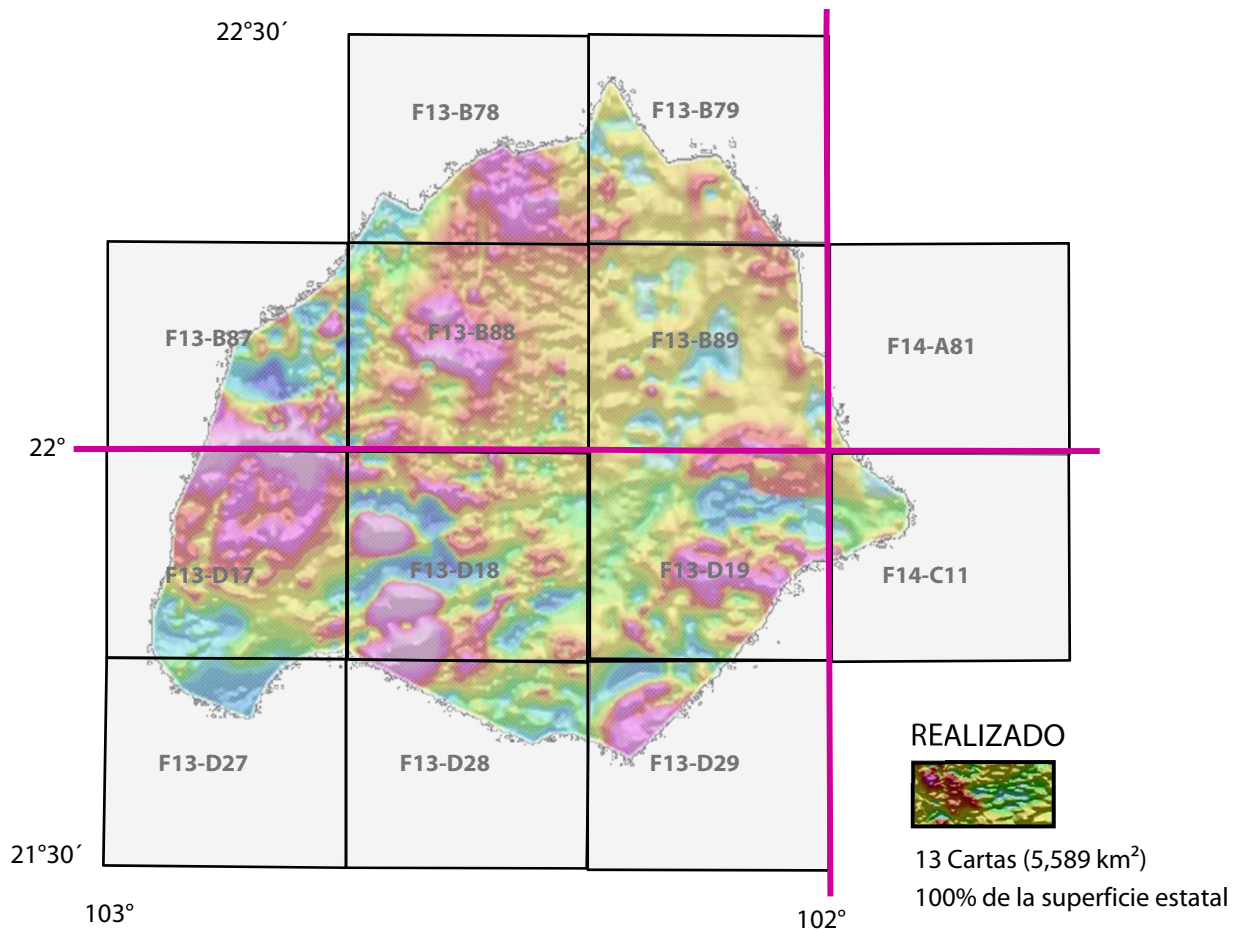 22°30´
F13-B78
F13-B79
F13-B87
F13-B88
F13-B89
F14-A81
22°
F13-D17
F13-D18
F13-D19
F14-C11
F13-D27
F13-D28
F13-D29
REALIZADO
13 Cartas (5,589 km²)
100% de la superficie estatal
21°30´
103°
102°